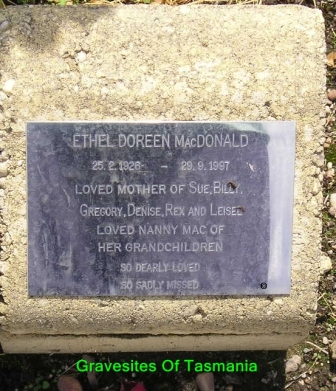 ETHEL DOREEN MACDONALD
25.2.1926 - 29.9.1997
LOVED MOTHER OF SUE, BILLY,
GREGORY, DENISE, REX AND LEISEL
LOVED NANNY MAC OF
HER GRANDCHILDREN
SO DEARLY LOVED
SO SADLY MISSED
Gravesites Of Tasmania